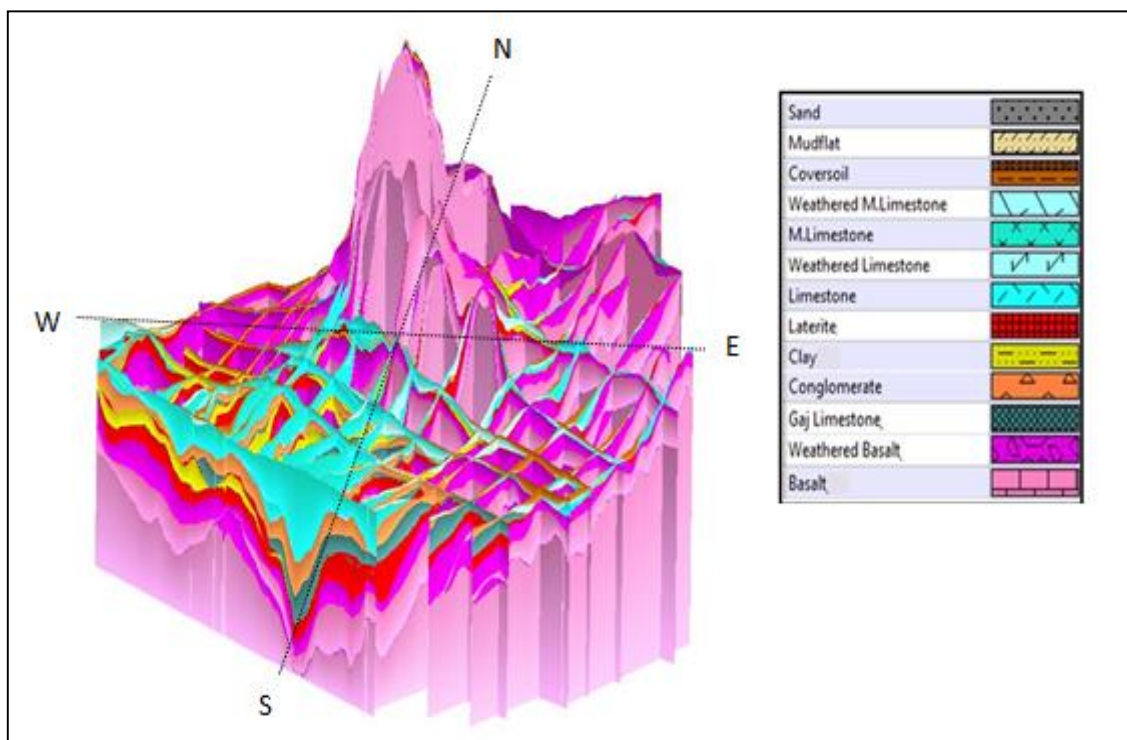 N
W
E
S
Sand
Mudflat
Coversoil
Weathered M.Limestone
M.Limestone
Weathered Limestone
Limestone
Laterite
Clay
Conglomerate
Gaj Limestone
Weathered Basalt
Basalt